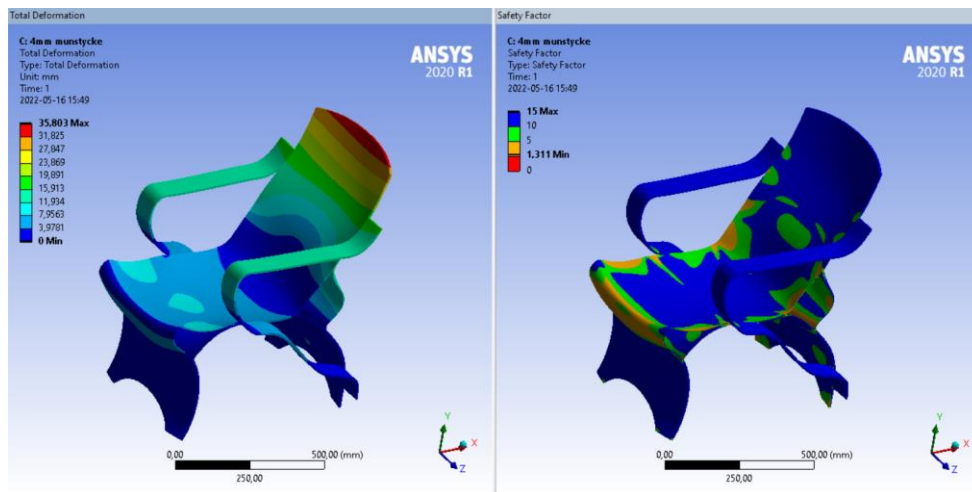 Total Deformation
C: 4mm munstycke
Total Deformation
Type: Total Deformation
Unit: mm
Time: 1
2022-05-16 15:49
35,803 Max
31,825
27,847
23,869
19,891
15,913
11,934
7,9563
3,9781
0 Min
ANSYS
2020 R1
0,00
500,00 (mm)
250,00
Y
X
Z
Safety Factor
C: 4mm munstycke
Safety Factor
Type: Safety Factor
Time: 1
2022-05-16 15:49
15 Max
10
5
1,311 Min
0
ANSYS
2020 R1
0,00
500,00 (mm)
250,00
Y
X
Z